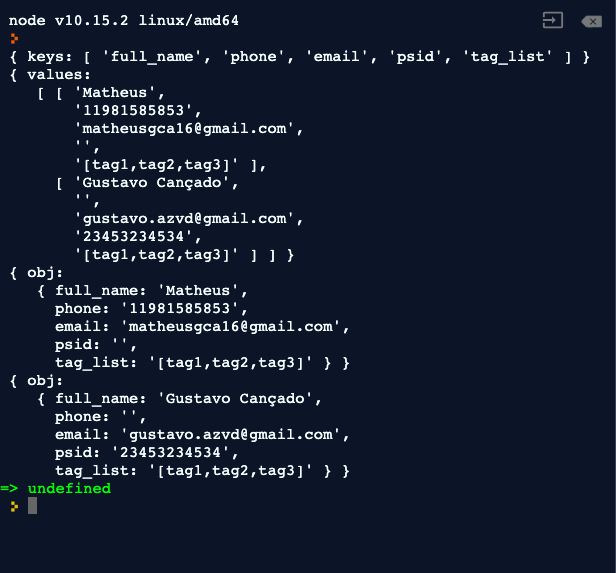 node v10.15.2 linux/amd64
{ keys: [ 'full_name', 'phone', 'email', 'psid', 'tag_list' ] }
{ values:
[ [ 'Matheus',
'11981585853',
'matheusgca16@gmail.com',
'',
'[tag1,tag2,tag3]' ],
[ 'Gustavo Cançado',
'',
'gustavo.azvd@gmail.com',
'23453234534',
'[tag1,tag2,tag3]' ] ] }
{ obj:
{ full_name: 'Matheus',
phone: '11981585853',
email: 'matheusgca16@gmail.com',
psid: '',
tag_list: '[tag1,tag2,tag3]' } }
{ obj:
{ full_name: 'Gustavo Cançado',
phone: '',
email: 'gustavo.azvd@gmail.com',
psid: '23453234534',
tag_list: '[tag1,tag2,tag3]' } }
=> undefined